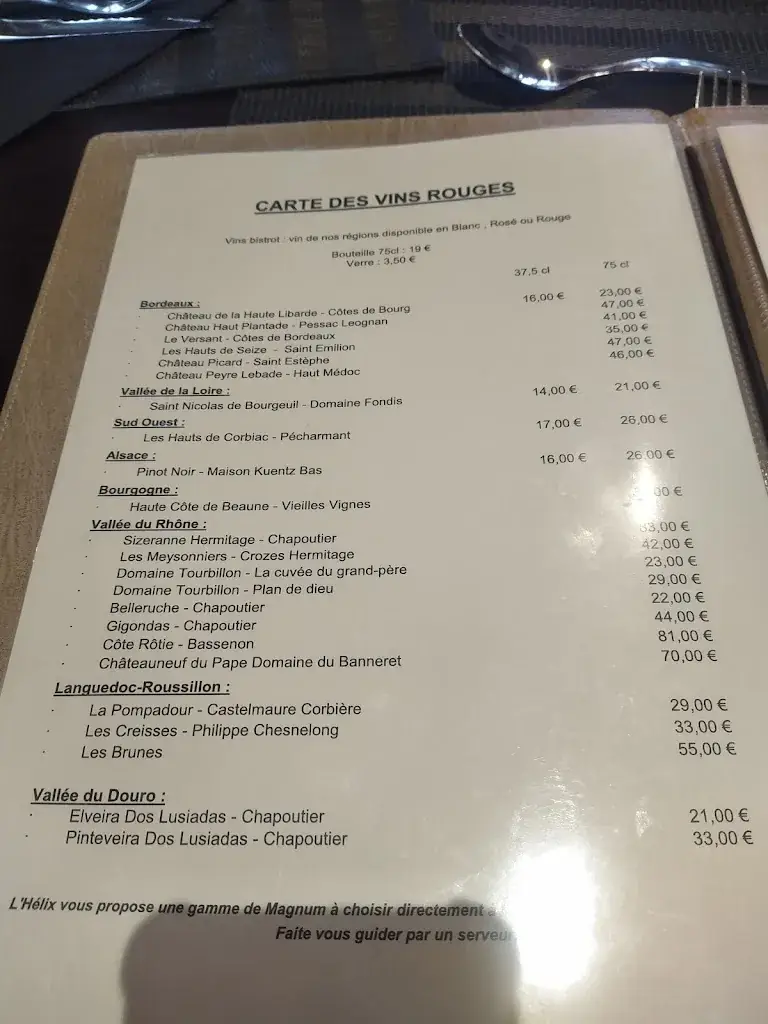 CARTE DES VINS ROUGES
Vins bistrot : vin de nos régions disponible en Blanc , Rosé ou Rouge
Bouteille 75cl : 19 €
Verre : 3,50 €
37,5 cl 75 cl
Bordeaux :
· Château de la Haute Libarde - Côtes de Bourg 16,00 € 23,00 €
· Château Haut Plantade - Pessac Leognan 47,00 €
· Le Versant - Côtes de Bordeaux 41,00 €
· Les Hauts de Seize - Saint Emilion 35,00 €
· Château Picard - Saint Estèphe 47,00 €
· Château Peyre Lebade - Haut Médoc 46,00 €
Vallée de la Loire :
· Saint Nicolas de Bourgeuil - Domaine Fondis 14,00 € 21,00 €
Sud Ouest :
· Les Hauts de Corbiac - Pécharmant 17,00 € 26,00 €
Alsace :
· Pinot Noir - Maison Kuentz Bas 16,00 € 26,00 €
Bourgogne :
· Haute Côte de Beaune - Vieilles Vignes 00 €
Vallée du Rhône :
· Sizeranne Hermitage - Chapoutier 3,00 €
· Les Meysonniers - Crozes Hermitage 42,00 €
· Domaine Tourbillon - La cuvée du grand-père 23,00 €
· Domaine Tourbillon - Plan de dieu 29,00 €
· Belleruche - Chapoutier 22,00 €
· Gigondas - Chapoutier 44,00 €
· Côte Rôtie - Bassenon 81,00 €
· Châteauneuf du Pape Domaine du Banneret 70,00 €
Languedoc-Roussillon :
· La Pompadour - Castelmaure Corbière 29,00 €
· Les Creisses - Philippe Chesnelong 33,00 €
· Les Brunes 55,00 €
Vallée du Douro :
· Elveira Dos Lusiadas - Chapoutier 21,00 €
· Pinteveira Dos Lusiadas - Chapoutier 33,00 €
L'Hélix vous propose une gamme de Magnum à choisir directement
Faite vous guider par un serveur